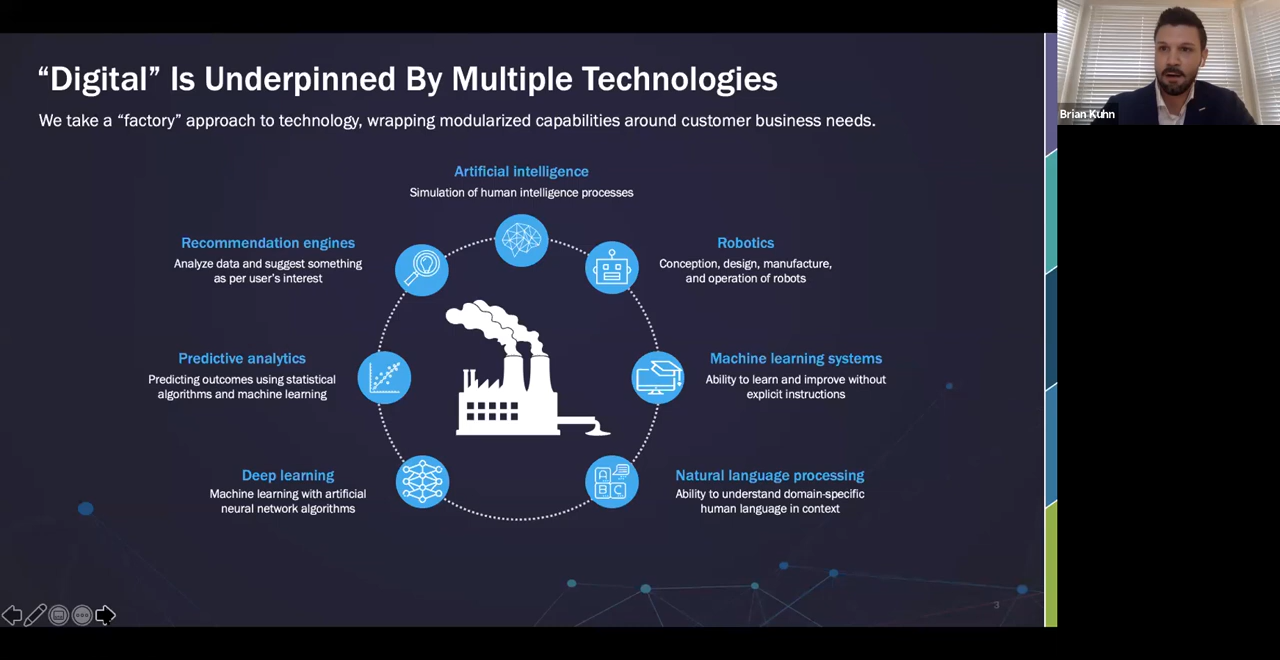 “Digital” Is Underpinned By Multiple Technologies
We take a “factory” approach to technology, wrapping modularized capabilities around customer business needs.
Artificial intelligence
Simulation of human intelligence processes
Recommendation engines
Analyze data and suggest something
as per user’s interest
Robotics
Conception, design, manufacture,
and operation of robots
Predictive analytics
Predicting outcomes using statistical
algorithms and machine learning
Machine learning systems
Ability to learn and improve without
explicit instructions
Deep learning
Machine learning with artificial
neural network algorithms
A
B C
Natural language processing
Ability to understand domain-specific
human language in context
3
Brian Kuhn